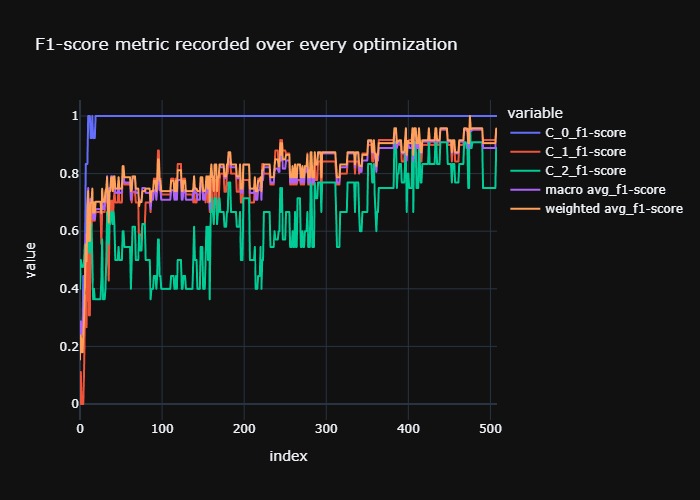 F1-score metric recorded over every optimization
variable
C_0_f1-score
C_1_f1-score
C_2_f1-score
macro avg_f1-score
weighted avg_f1-score
value
1
0.8
0.6
0.4
0.2
0
0
100
200
300
400
500
index